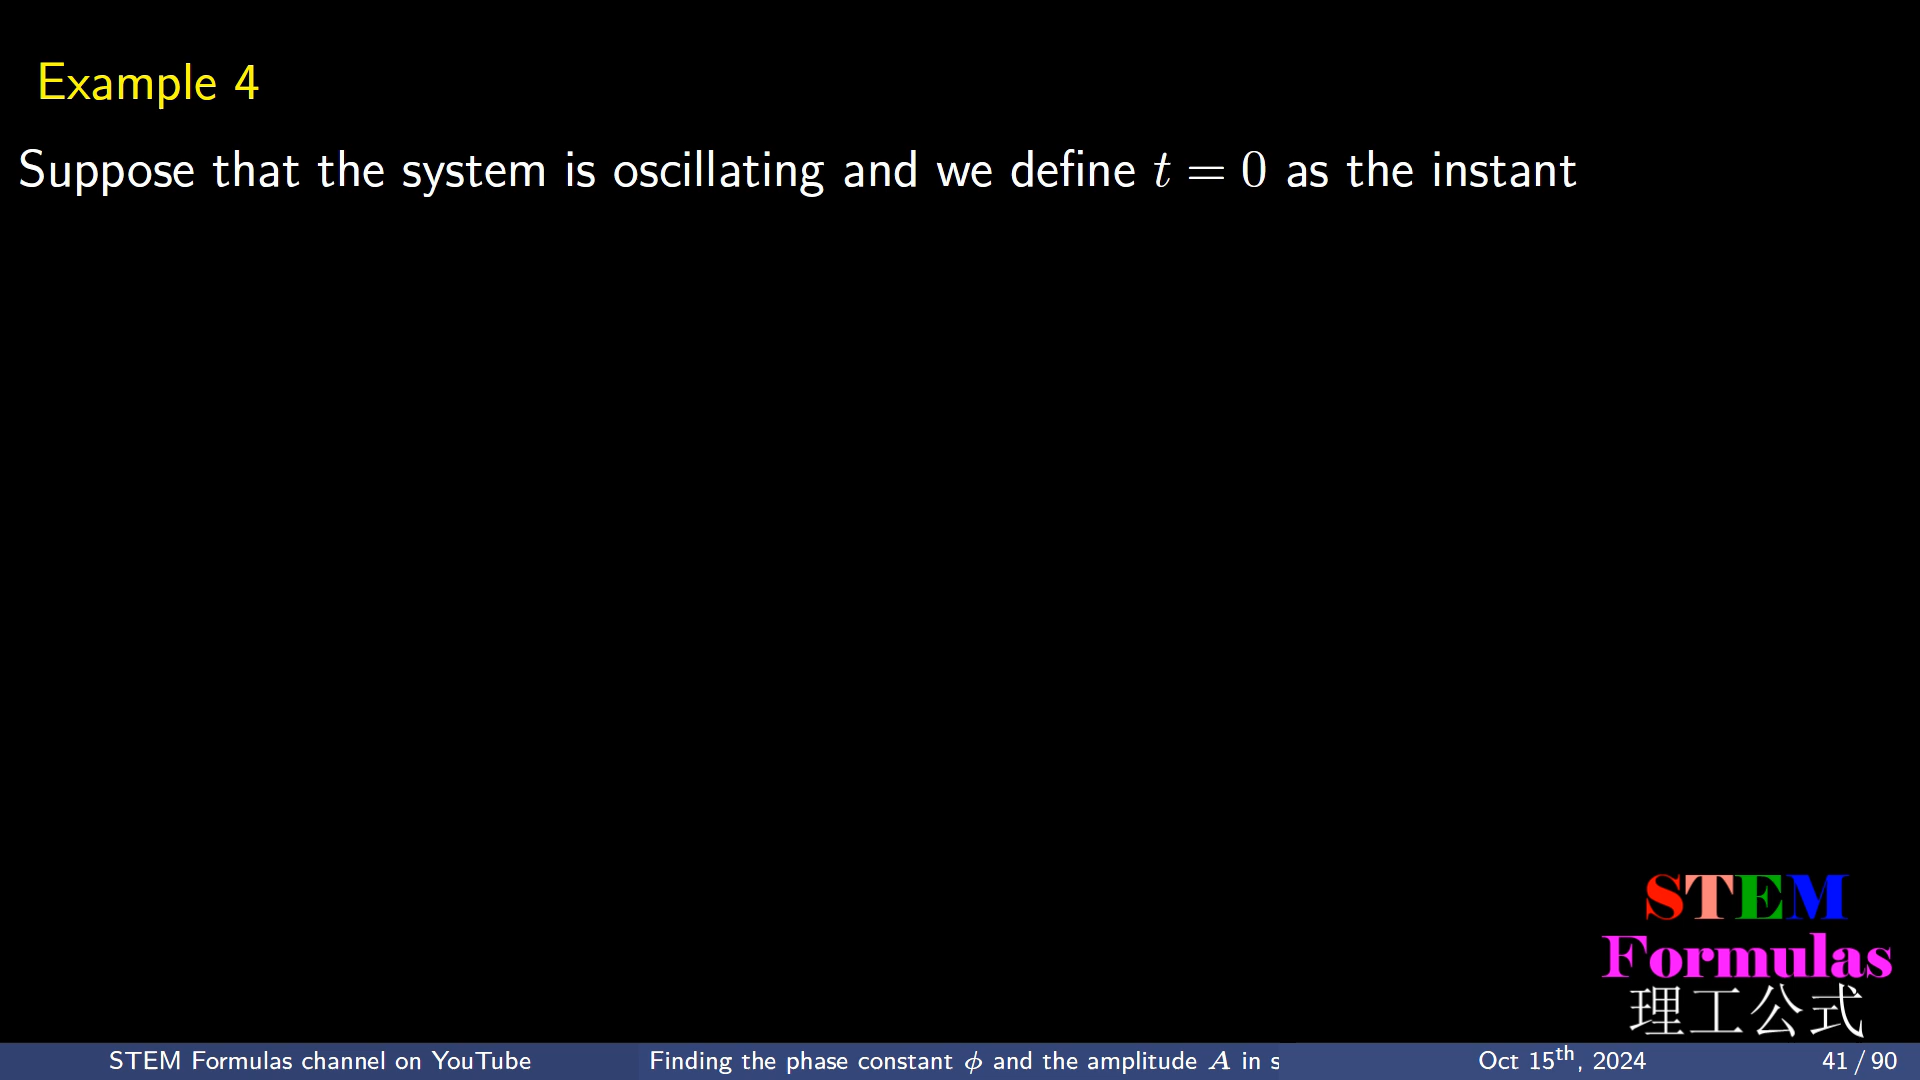 Example 4
Suppose that the system is oscillating and we define t = 0 as the instant
STEM
Formulas
理工公式
STEM Formulas channel on YouTube
Finding the phase constant ϕ and the amplitude A in s
Oct 15th, 2024
41 / 90